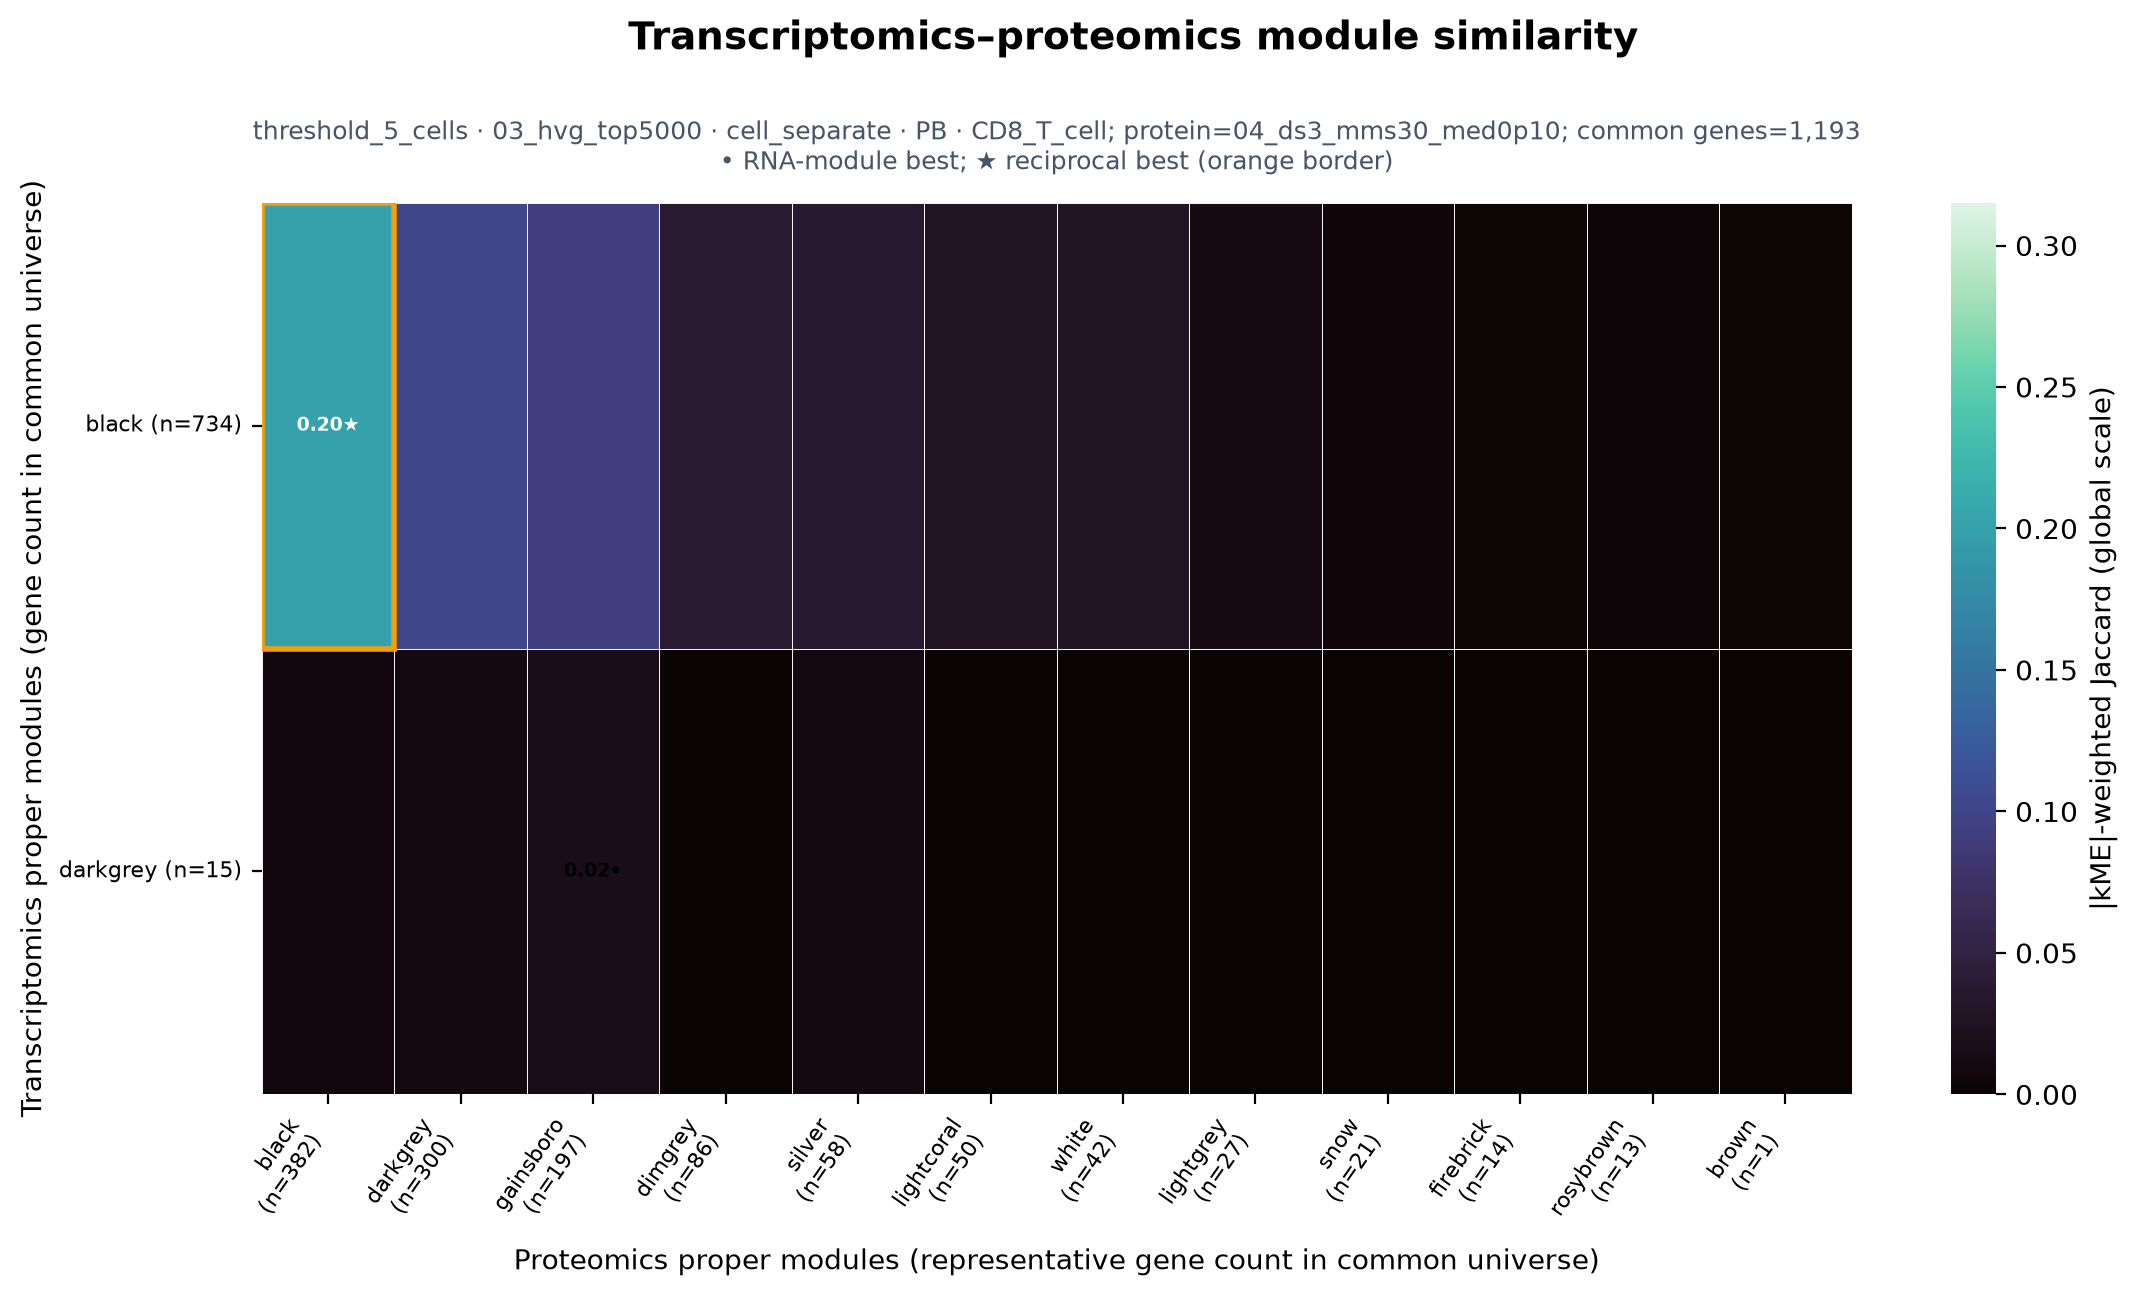 Transcriptomics–proteomics module similarity
threshold_5_cells · 03_hvg_top5000 · cell_separate · PB · CD8_T_cell; protein=04_ds3_mms30_med0p10; common genes=1,193
• RNA-module best; ★ reciprocal best (orange border)
Transcriptomics proper modules (gene count in common universe)
black (n=734)
darkgrey (n=15)
0.20★
0.02•
black
(n=382)
darkgrey
(n=300)
gainsboro
(n=197)
dimgrey
(n=86)
silver
(n=58)
lightcoral
(n=50)
white
(n=42)
lightgrey
(n=27)
snow
(n=21)
firebrick
(n=14)
rosybrown
(n=13)
brown
(n=1)
Proteomics proper modules (representative gene count in common universe)
0.30
0.25
0.20
0.15
0.10
0.05
0.00
|kME|-weighted Jaccard (global scale)